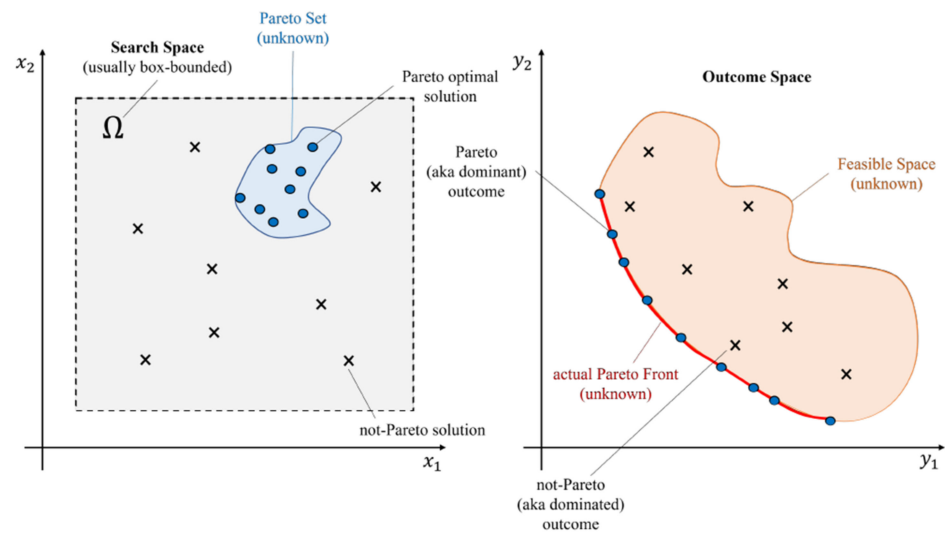 Pareto Set
(unknown)
Search Space
(usually box-bounded)
x₂
Ω
Pareto optimal
solution
not-Pareto solution
x₁
y₂
Outcome Space
Pareto
(aka dominant)
outcome
Feasible Space
(unknown)
actual Pareto Front
(unknown)
not-Pareto
(aka dominated)
outcome
y₁